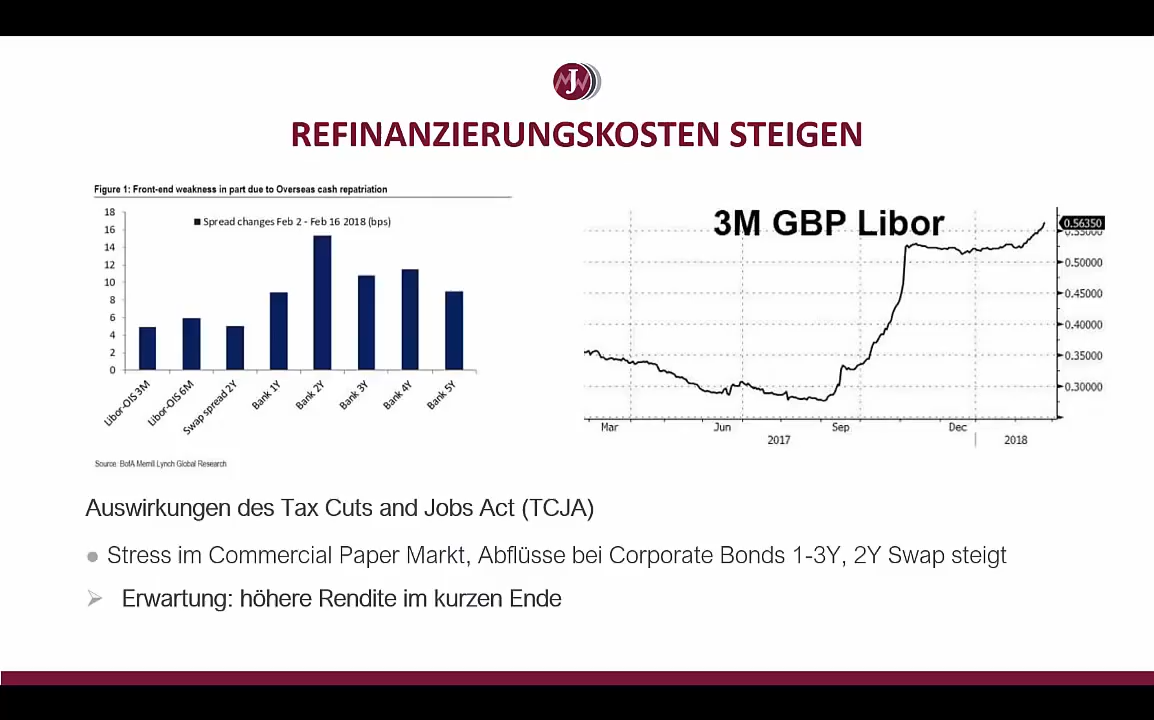 J
REFINANZIERUNGSKOSTEN STEIGEN
Figure 1: Front-end weakness in part due to Overseas cash repatriation
Spread changes Feb 2 - Feb 16 2018 (bps)
18
16
14
12
10
8
6
4
2
0
Libor-OIS 3M
Libor-OIS 6M
Swap spread 2Y
Bank 1Y
Bank 2Y
Bank 3Y
Bank 4Y
Bank 5Y
Source: BofA Merrill Lynch Global Research
3M GBP Libor
0.56350
0.55000
0.50000
0.45000
0.40000
0.35000
0.30000
Mar Jun Sep Dec
2017 2018
Auswirkungen des Tax Cuts and Jobs Act (TCJA)
Stress im Commercial Paper Markt, Abflüsse bei Corporate Bonds 1-3Y, 2Y Swap steigt
Erwartung: höhere Rendite im kurzen Ende